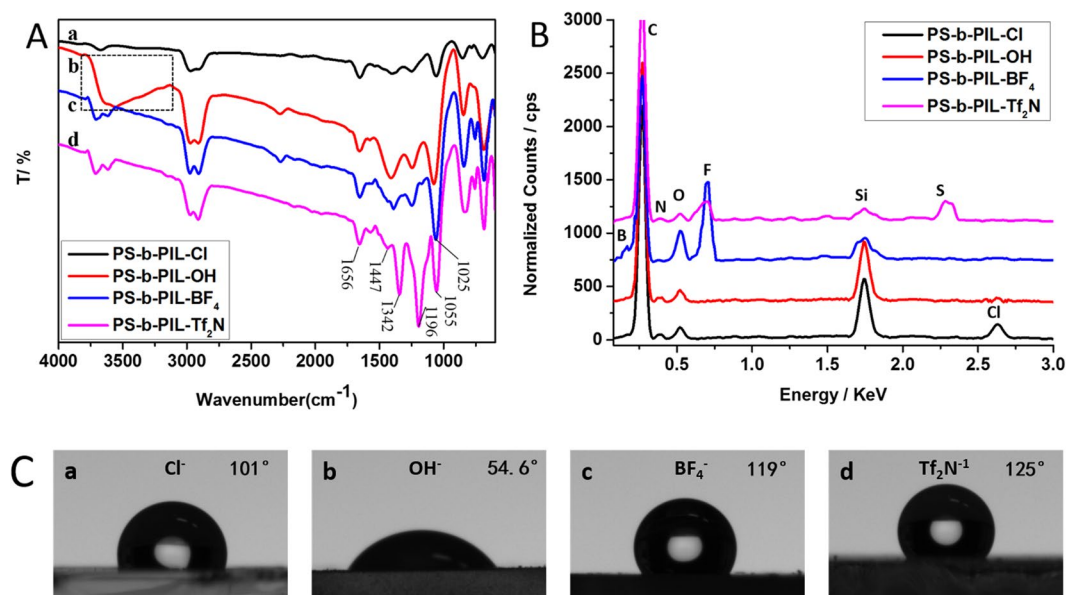 A
a
b
c
d
T/ %
PS-b-PIL-Cl
PS-b-PIL-OH
PS-b-PIL-BF₄
PS-b-PIL-Tf₂N
1656
1447
1342
1196
1055
1025
4000 3500 3000 2500 2000 1500 1000
Wavenumber(cm⁻¹)
B
3000
2500
2000
1500
1000
500
0
Normalized Counts / cps
PS-b-PIL-Cl
PS-b-PIL-OH
PS-b-PIL-BF₄
PS-b-PIL-Tf₂N
C
B
N
O
F
Si
S
Cl
0.5 1.0 1.5 2.0 2.5 3.0
Energy / KeV
C
a Cl⁻ 101°
b OH⁻ 54.6°
c BF₄⁻ 119°
d Tf₂N⁻¹ 125°